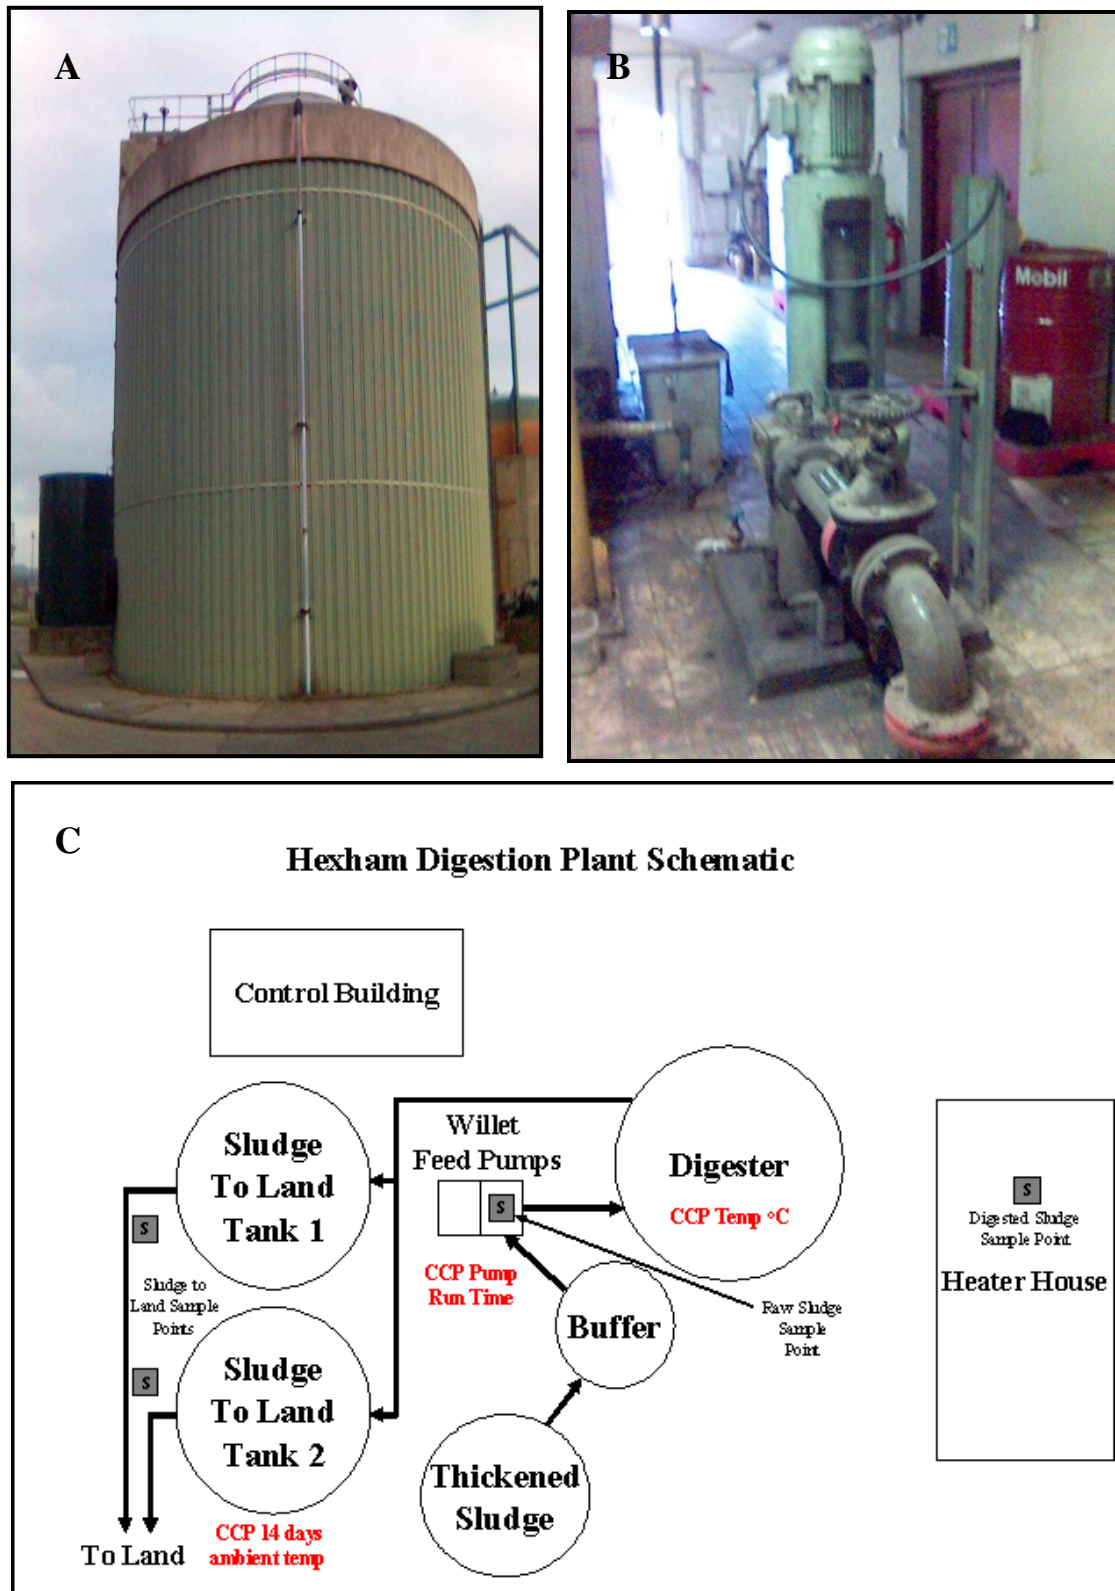 A
B
Mobil
C
Hexham Digestion Plant Schematic
Control Building
Sludge
To Land
Tank 1
Willet
Feed Pumps
S
Digester
CCP Temp °C
S
Digested Sludge
Sample Point
Heater House
S
Sludge to
Land Sample
Points
CCP Pump
Run Time
Buffer
Raw Sludge
Sample
Point
S
Sludge
To Land
Tank 2
Thickened
Sludge
CCP 14 days
ambient temp
To Land